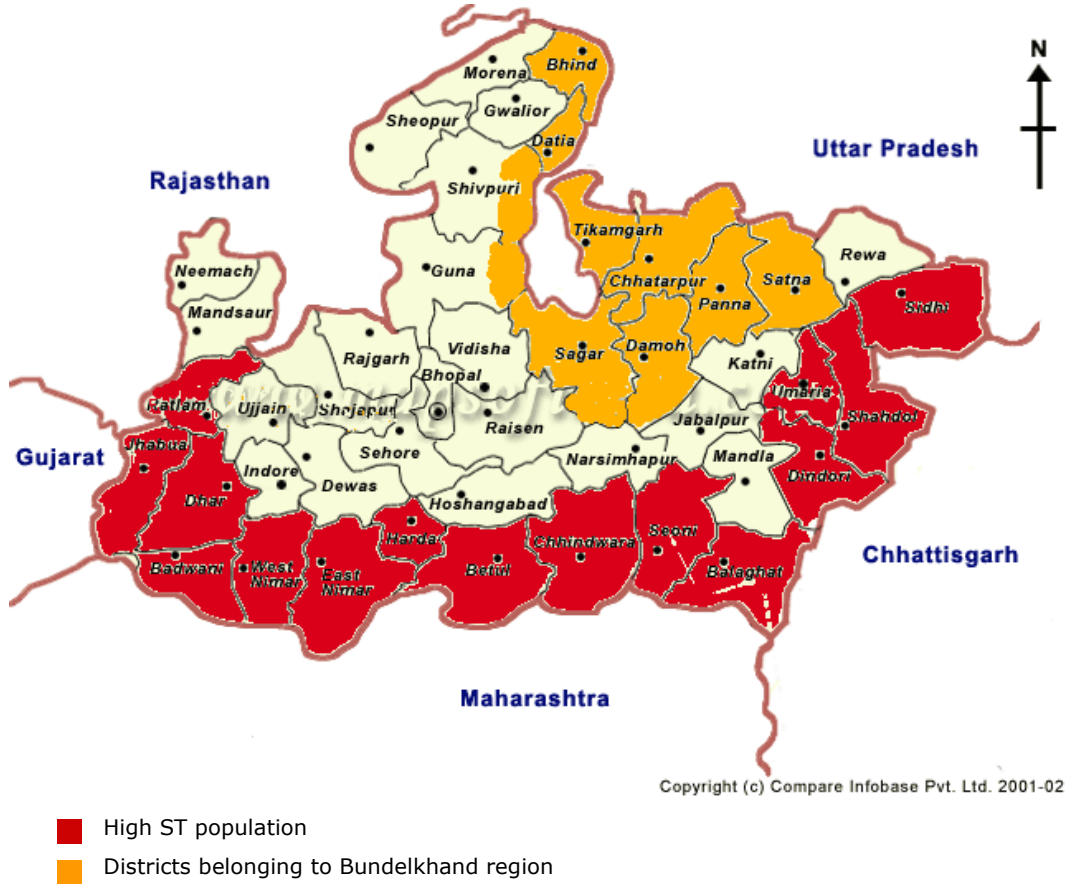 N
Bhind
Morena
Gwalior
Sheopur
Datia
Uttar Pradesh
Rajasthan
Shivpuri
Tikamgarh
Rewa
Neemach
Guna
Chhatarpur
Satna
Panna
Mandsaur
Sidhi
Vidisha
Rajgarh
Sagar
Damoh
Katni
Bhopal
Umaria
Ratlam
Ujjain
Shajapur
Shahdol
Raisen
Jabalpur
Jhabua
Gujarat
Sehore
Narsimhapur
Mandla
Indore
Dindori
Dewas
Dhar
Hoshangabad
Seoni
Harda
Chhindwara
Chhattisgarh
Badwani
West
Nimar
East
Nimar
Betul
Balaghat
Maharashtra
Copyright (c) Compare Infobase Pvt. Ltd. 2001-02
High ST population
Districts belonging to Bundelkhand region